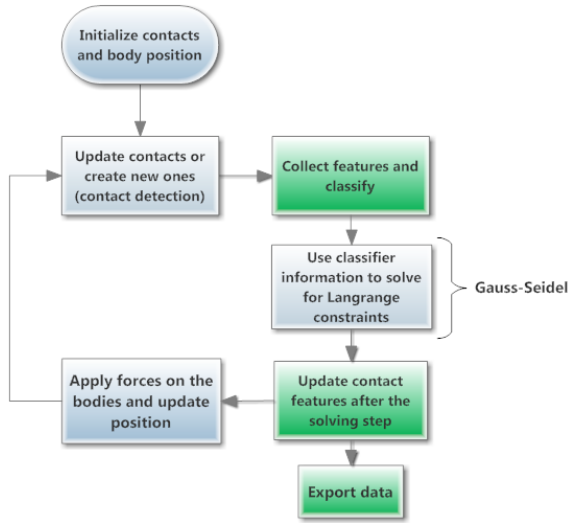 Initialize contacts
and body position
Update contacts or
create new ones
(contact detection)
Collect features and
classify
Use classifier
information to solve
for Langrange
constraints
Gauss-Seidel
Update contact
features after the
solving step
Apply forces on the
bodies and update
position
Export data